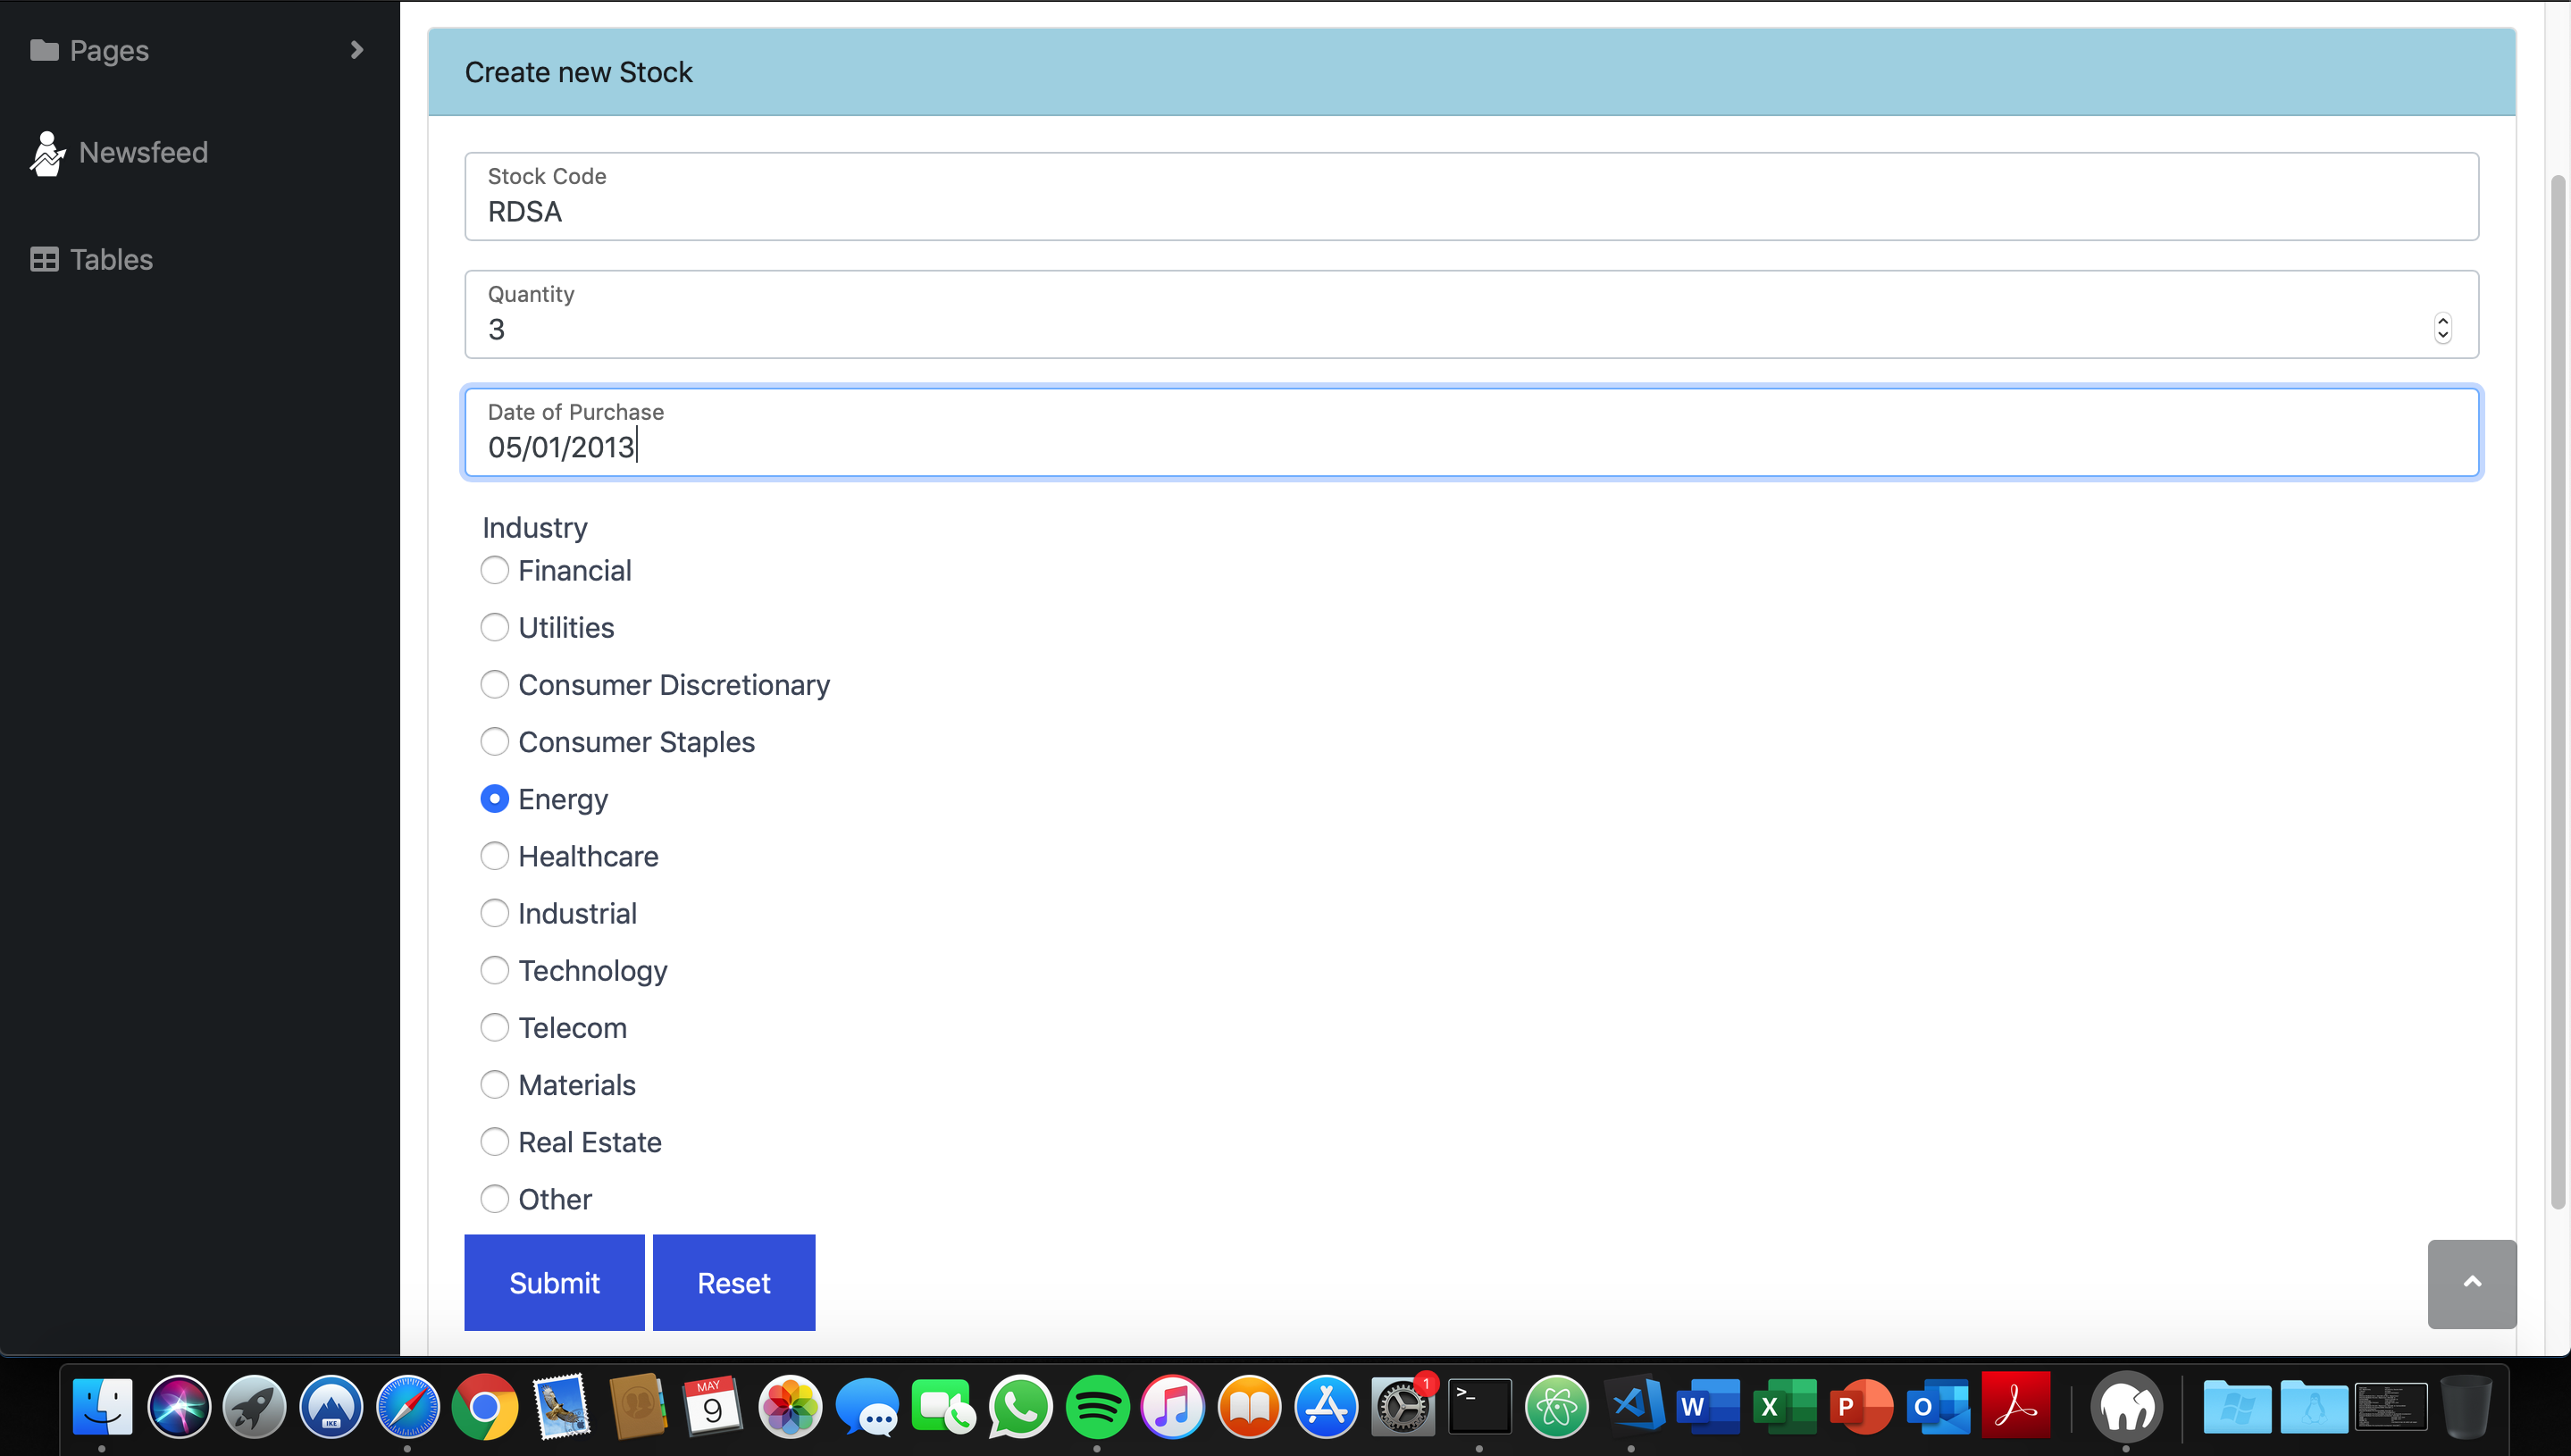 Pages
Newsfeed
Tables
Create new Stock
Stock Code
RDSA
Quantity
3
Date of Purchase
05/01/2013
Industry
Financial
Utilities
Consumer Discretionary
Consumer Staples
Energy
Healthcare
Industrial
Technology
Telecom
Materials
Real Estate
Other
Submit Reset
IKE
MAY
9
1
>_
W
X
P
O